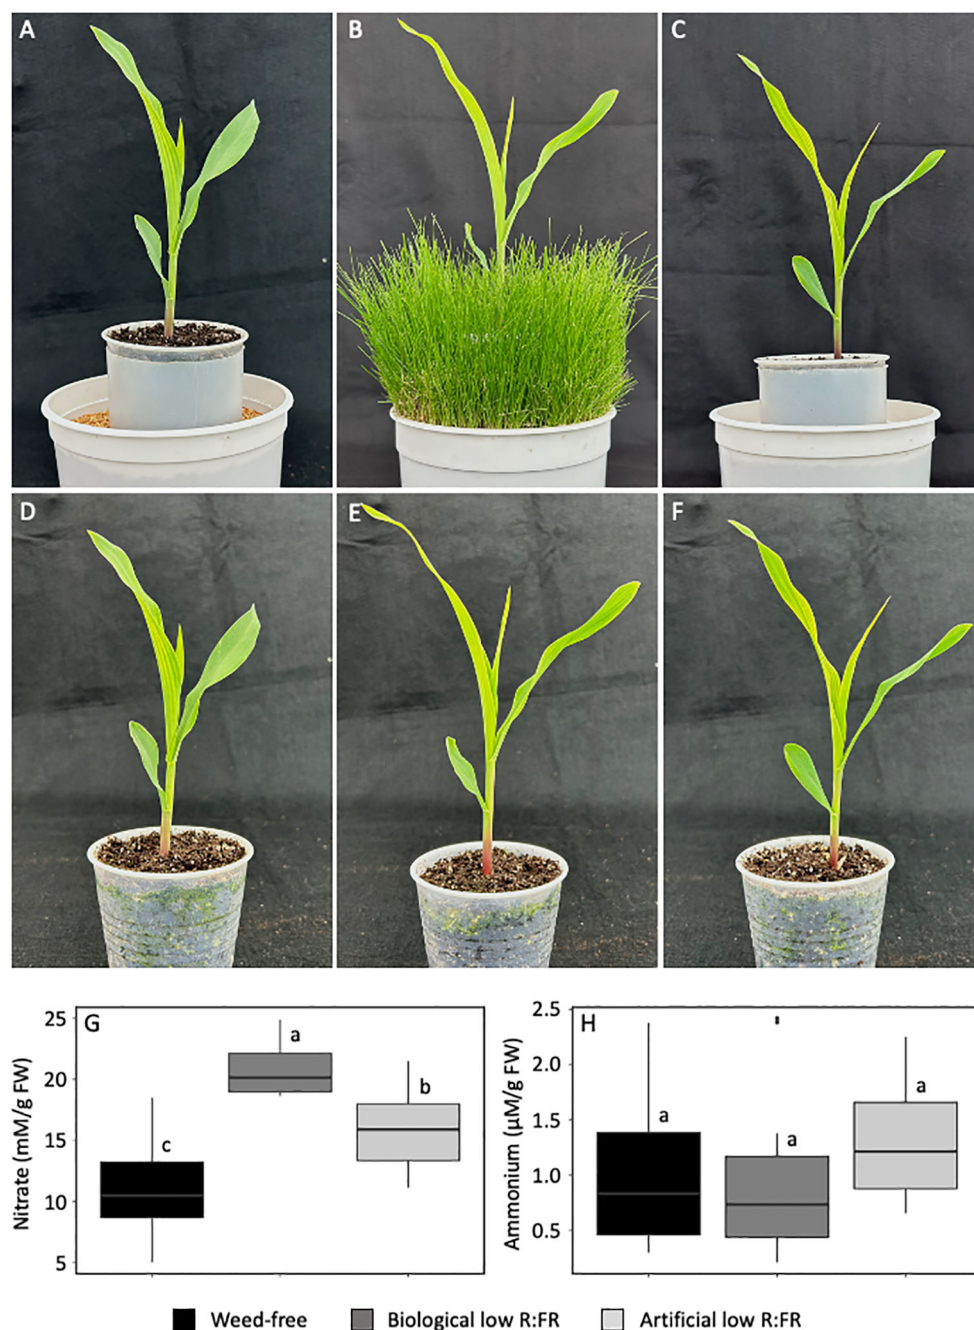 A
B
C
D
E
F
G
25
20
15
10
5
Nitrate (mM/g FW)
c
a
b
H
2.5
2.0
1.5
1.0
0.5
Ammonium (µM/g FW)
a
a
a
Weed-free
Biological low R:FR
Artificial low R:FR